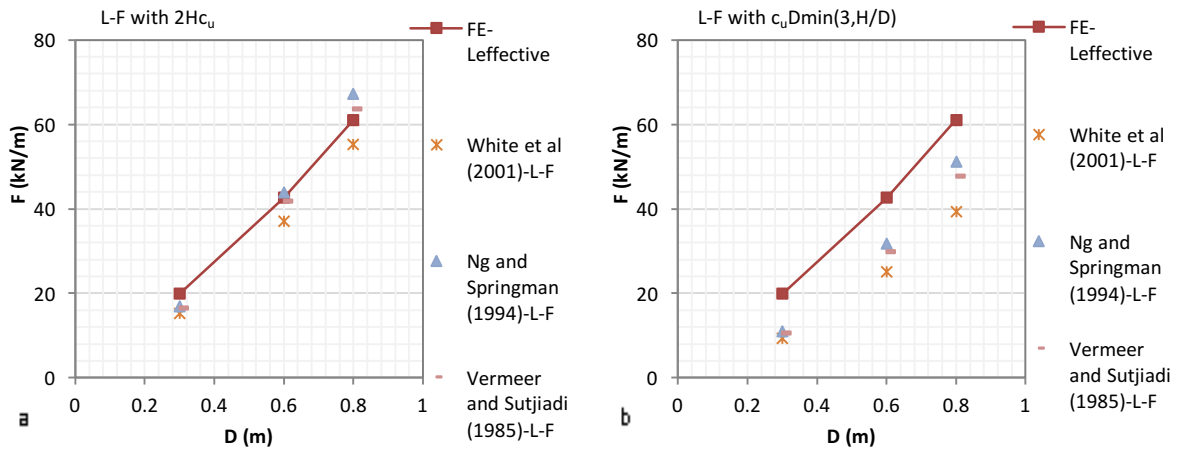 L-F with 2Hcu
F (kN/m)
80
60
40
20
0
0 0.2 0.4 0.6 0.8 1
D (m)
a
FE-
Leffective
White et al
(2001)-L-F
Ng and
Springman
(1994)-L-F
Vermeer
and Sutjiadi
(1985)-L-F
L-F with cuDmin(3,H/D)
F (kN/m)
80
60
40
20
0
0 0.2 0.4 0.6 0.8 1
D (m)
b
FE-
Leffective
White et al
(2001)-L-F
Ng and
Springman
(1994)-L-F
Vermeer
and Sutjiadi
(1985)-L-F